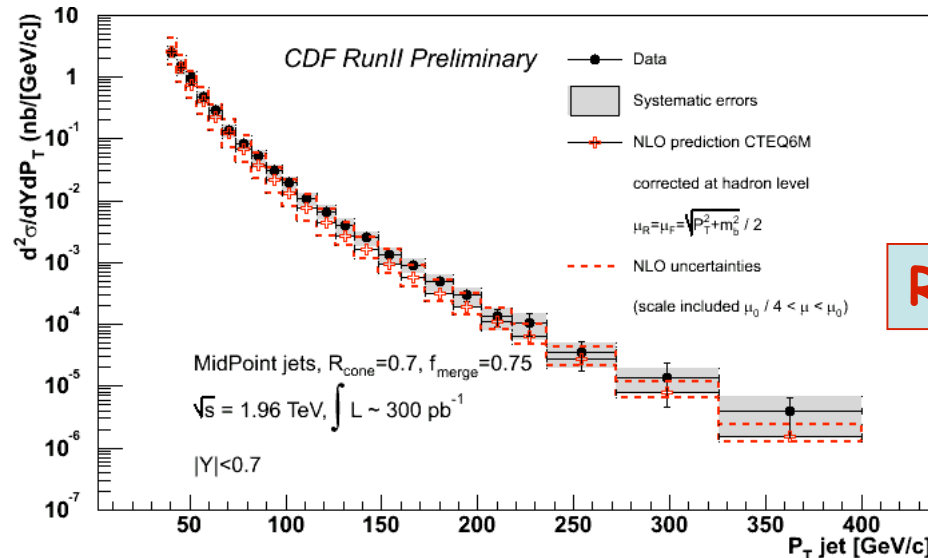 10
1
10⁻¹
10⁻²
10⁻³
10⁻⁴
10⁻⁵
10⁻⁶
10⁻⁷
d²σ/dYdP_T (nb/[GeV/c])
CDF RunII Preliminary
Data
Systematic errors
NLO prediction CTEQ6M
corrected at hadron level
μ_R=μ_F=√(P_T²+m_b²) / 2
NLO uncertainties
(scale included μ₀ / 4 < μ < μ₀)
MidPoint jets, R_cone=0.7, f_merge=0.75
√s = 1.96 TeV, ∫ L ~ 300 pb⁻¹
|Y|<0.7
50 100 150 200 250 300 350 400
P_T jet [GeV/c]
R